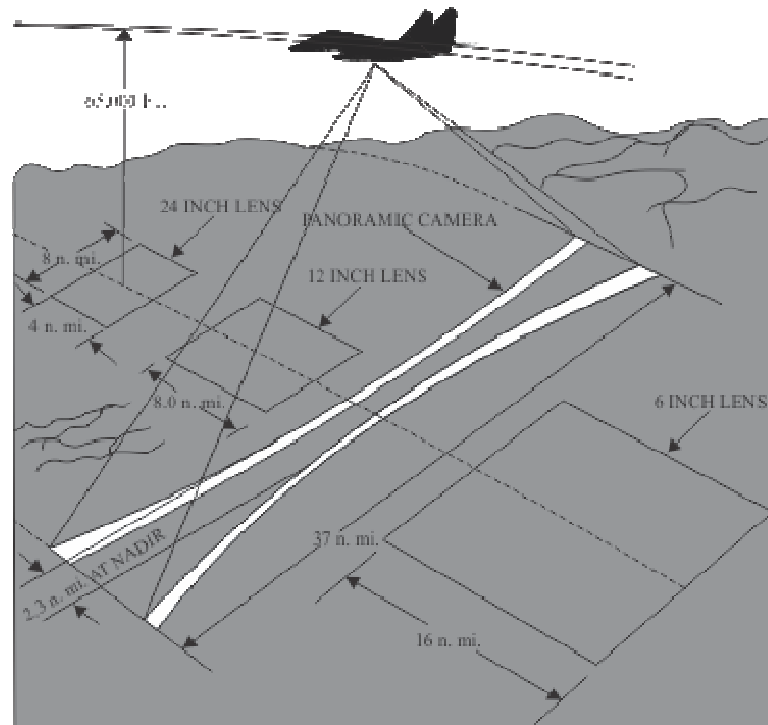 24 INCH LENS
PANORAMIC CAMERA
8 n. mi.
12 INCH LENS
4 n. mi.
8.0 n. mi.
6 INCH LENS
37 n. mi.
2.3 n. mi. AT NADIR
16 n. mi.